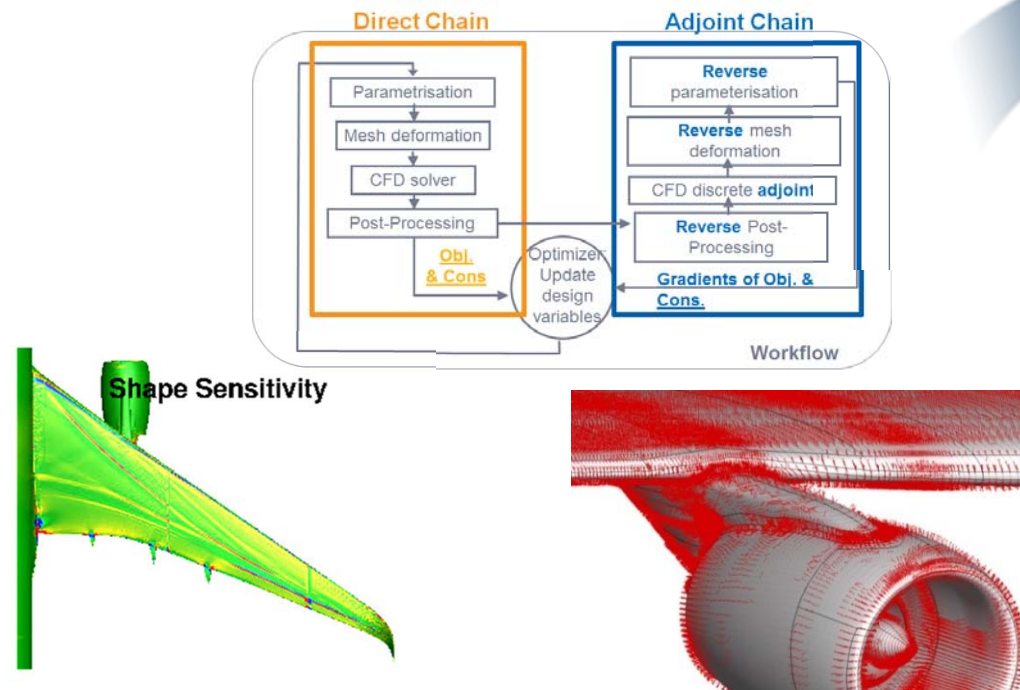 Direct Chain
Adjoint Chain
Parametrisation
Mesh deformation
CFD solver
Post-Processing
Obj.
& Cons
Optimizer:
Update
design
variables
Reverse
parameterisation
Reverse mesh
deformation
CFD discrete adjoint
Reverse Post-
Processing
Gradients of Obj. &
Cons.
Workflow
Shape Sensitivity